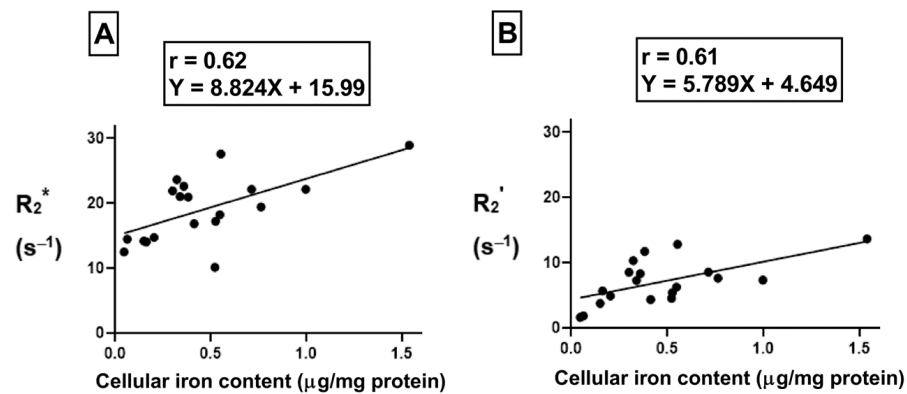 A
r = 0.62
Y = 8.824X + 15.99
30
20
10
0
R₂*
(s⁻¹)
0.0 0.5 1.0 1.5
Cellular iron content (μg/mg protein)
B
r = 0.61
Y = 5.789X + 4.649
30
20
10
0
R₂'
(s⁻¹)
0.0 0.5 1.0 1.5
Cellular iron content (μg/mg protein)